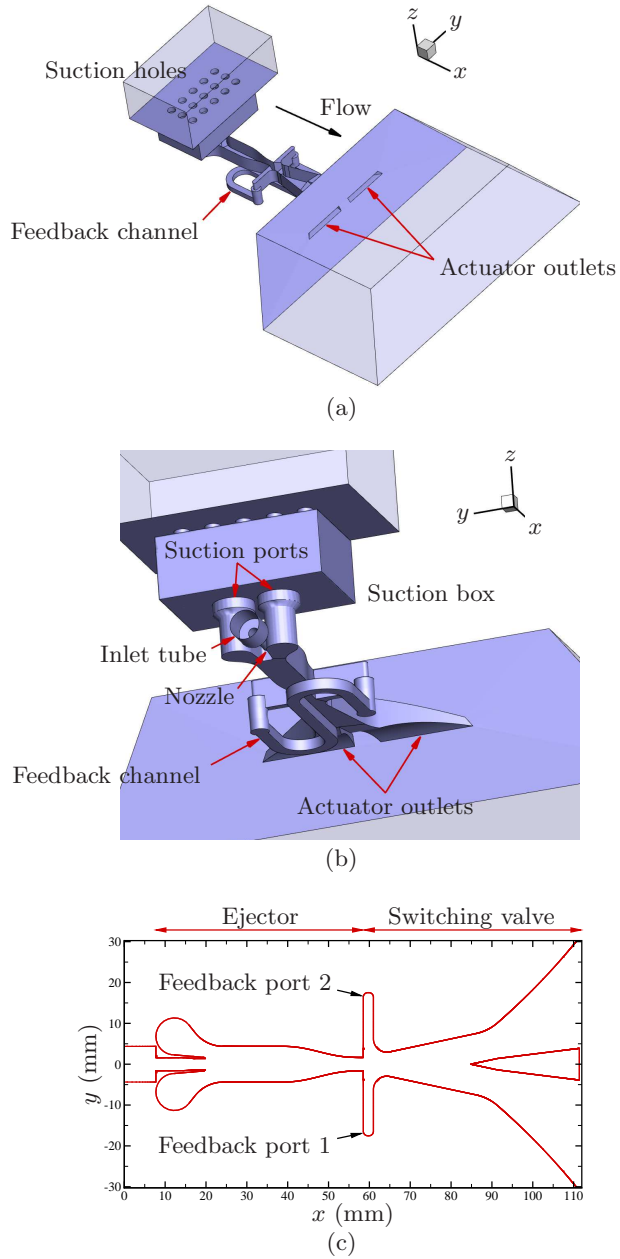 z
y
x
Suction holes
Flow
Feedback channel
Actuator outlets
(a)
z
y
x
Suction ports
Suction box
Inlet tube
Nozzle
Feedback channel
Actuator outlets
(b)
Ejector
Switching valve
30
20
10
0
-10
-20
-30
y (mm)
Feedback port 2
Feedback port 1
0 10 20 30 40 50 60 70 80 90 100 110
x (mm)
(c)